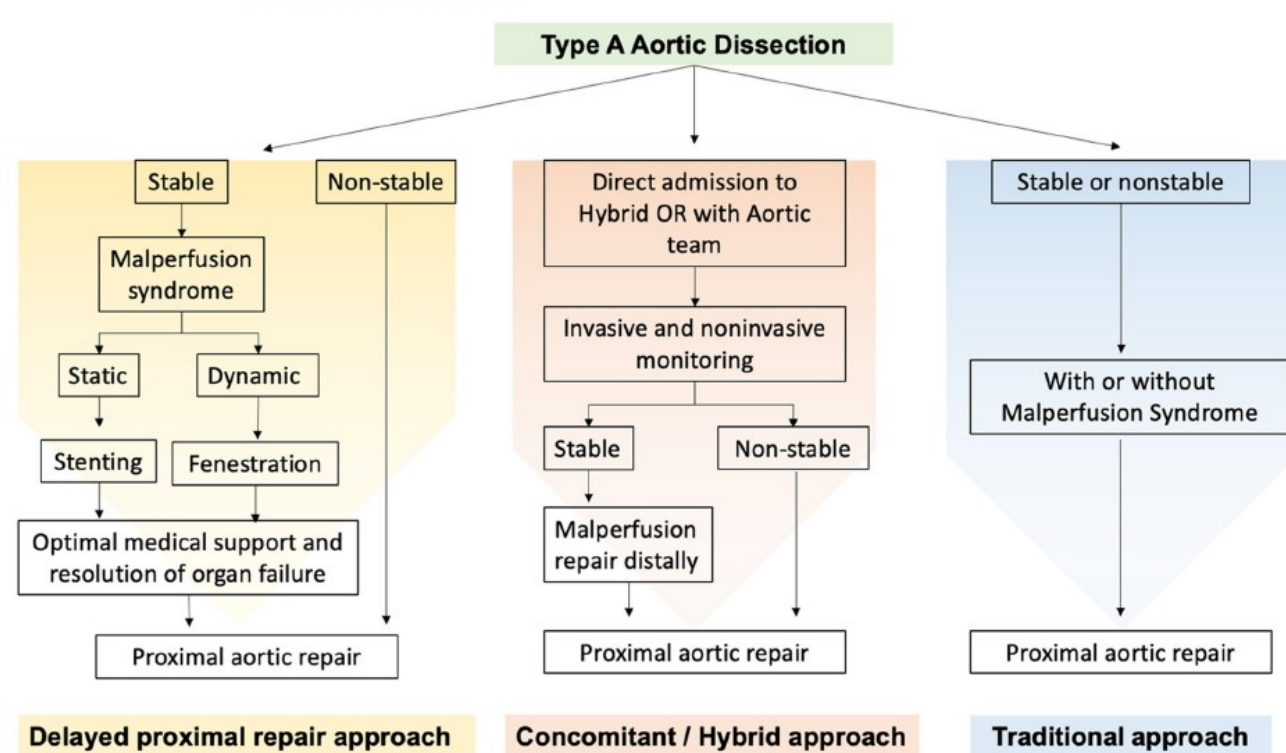 Type A Aortic Dissection
Stable
Non-stable
Malperfusion
syndrome
Static
Dynamic
Stenting
Fenestration
Optimal medical support and
resolution of organ failure
Proximal aortic repair
Delayed proximal repair approach
Direct admission to
Hybrid OR with Aortic
team
Invasive and noninvasive
monitoring
Stable
Non-stable
Malperfusion
repair distally
Proximal aortic repair
Concomitant / Hybrid approach
Stable or nonstable
With or without
Malperfusion Syndrome
Proximal aortic repair
Traditional approach